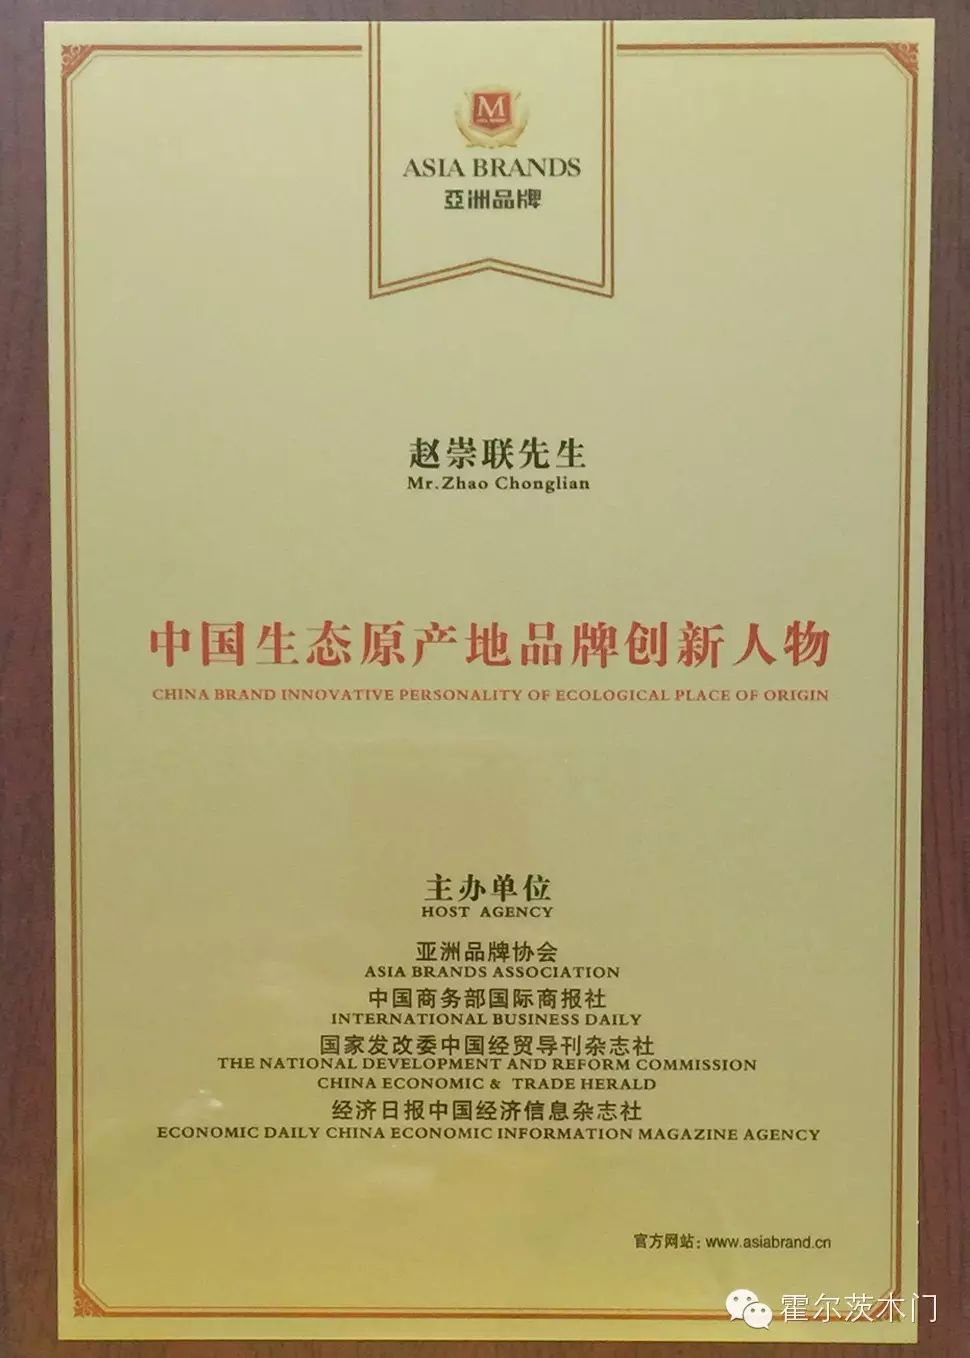 M
ASIA BRANDS
亞洲品牌
赵崇联先生
Mr.Zhao Chonglian
中国生态原产地品牌创新人物
CHINA BRAND INNOVATIVE PERSONALITY OF ECOLOGICAL PLACE OF ORIGIN
主办单位
HOST AGENCY
亚洲品牌协会
ASIA BRANDS ASSOCIATION
中国商务部国际商报社
INTERNATIONAL BUSINESS DAILY
国家发改委中国经贸导刊杂志社
THE NATIONAL DEVELOPMENT AND REFORM COMMISSION
CHINA ECONOMIC & TRADE HERALD
经济日报中国经济信息杂志社
ECONOMIC DAILY CHINA ECONOMIC INFORMATION MAGAZINE AGENCY
官方网站：www.asiabrand.cn
霍尔茨木门